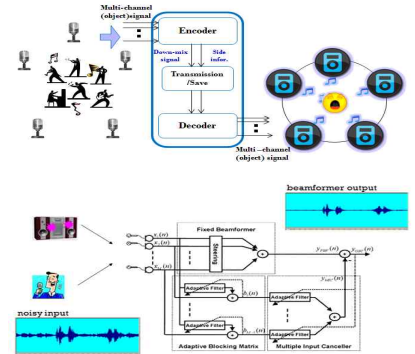 Multi-channel
(object)signal
Encoder
Down-mix
signal
Side
infor.
Transmission
/Save
Decoder
Multi –channel
(object) signal
beamformer output
Fixed Beamformer
Steering
Adaptive Filter
Adaptive Filter
Adaptive Filter
Adaptive Filter
Adaptive Blocking Matrix
Multiple Input Canceller
noisy input